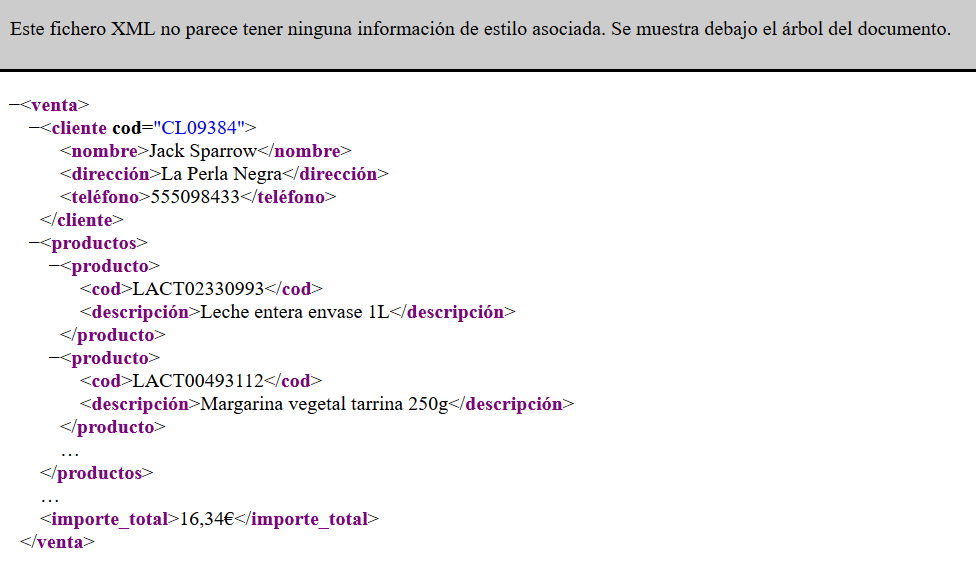 Este fichero XML no parece tener ninguna información de estilo asociada. Se muestra debajo el árbol del documento.
−<venta>
−<cliente cod="CL09384">
<nombre>Jack Sparrow</nombre>
<dirección>La Perla Negra</dirección>
<teléfono>555098433</teléfono>
</cliente>
−<productos>
−<producto>
<cod>LACT02330993</cod>
<descripción>Leche entera envase 1L</descripción>
</producto>
−<producto>
<cod>LACT00493112</cod>
<descripción>Margarina vegetal tarrina 250g</descripción>
</producto>
…
</productos>
…
<importe_total>16,34€</importe_total>
</venta>